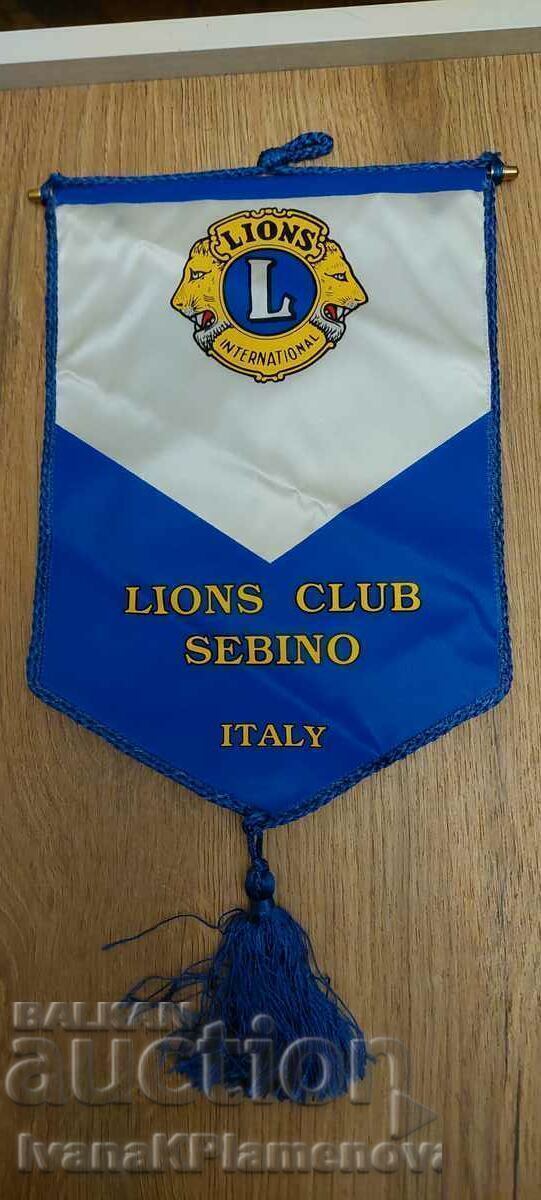 LIONS
L
INTERNATIONAL
LIONS CLUB
SEBINO
ITALY
BALKAN
auction
IvanaKPlamenova